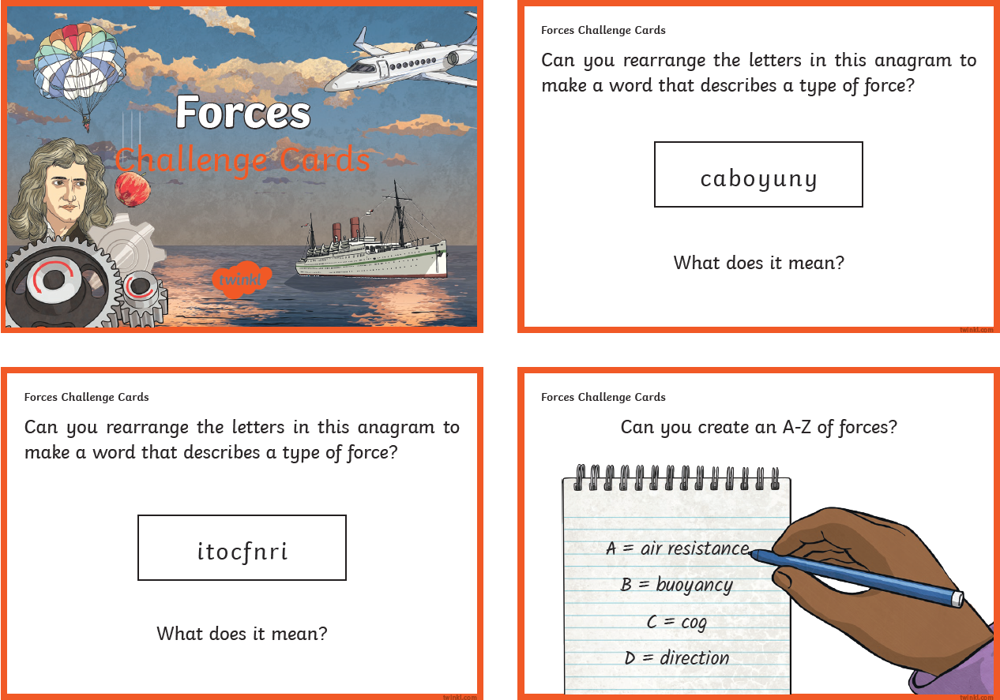 Forces
Challenge Cards
twinkl
Forces Challenge Cards
Can you rearrange the letters in this anagram to
make a word that describes a type of force?
caboyuny
What does it mean?
twinkl.com
Forces Challenge Cards
Can you rearrange the letters in this anagram to
make a word that describes a type of force?
itocfnri
What does it mean?
twinkl.com
Forces Challenge Cards
Can you create an A-Z of forces?
A = air resistance
B = buoyancy
C = cog
D = direction
twinkl.com